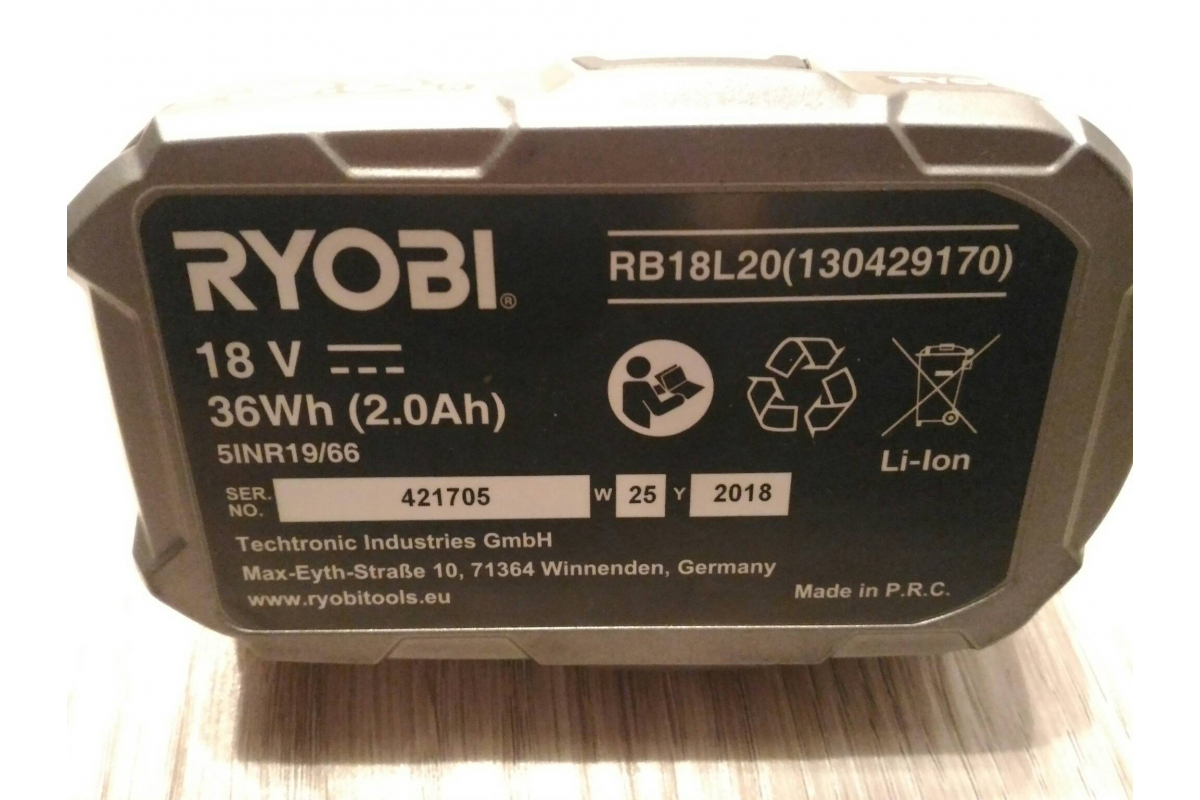 RYOBI
RYOBI®
RB18L20(130429170)
18 V
36Wh (2.0Ah)
5INR19/66
Li-Ion
SER. NO. 421705 W 25 Y 2018
Techtronic Industries GmbH
Max-Eyth-Straße 10, 71364 Winnenden, Germany
www.ryobitools.eu
Made in P.R.C.